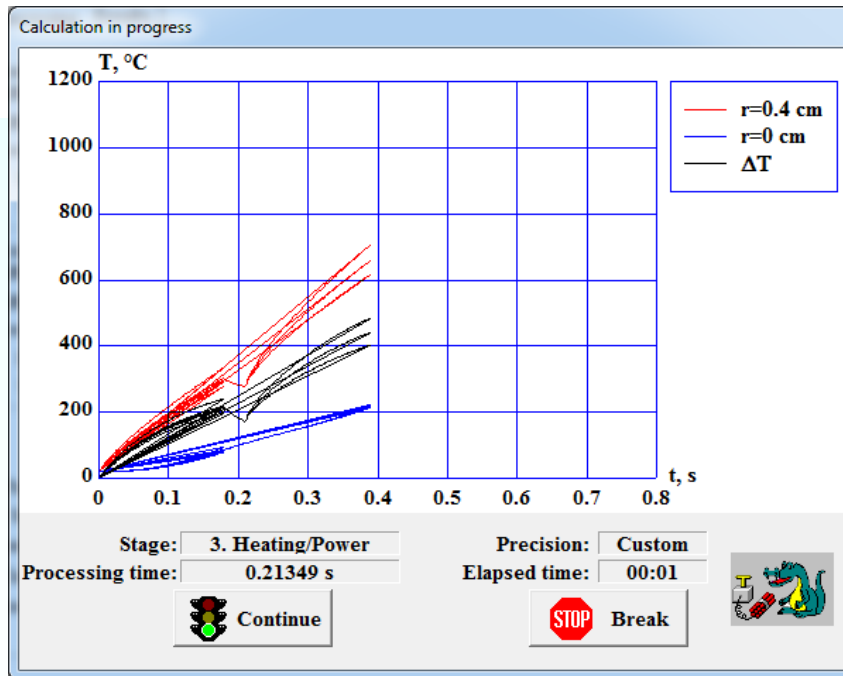 Calculation in progress
T, °C
1200
1000
800
600
400
200
0
0 0.1 0.2 0.3 0.4 0.5 0.6 0.7 0.8
t, s
r=0.4 cm
r=0 cm
ΔT
Stage: 3. Heating/Power Precision: Custom
Processing time: 0.21349 s Elapsed time: 00:01
Continue STOP Break